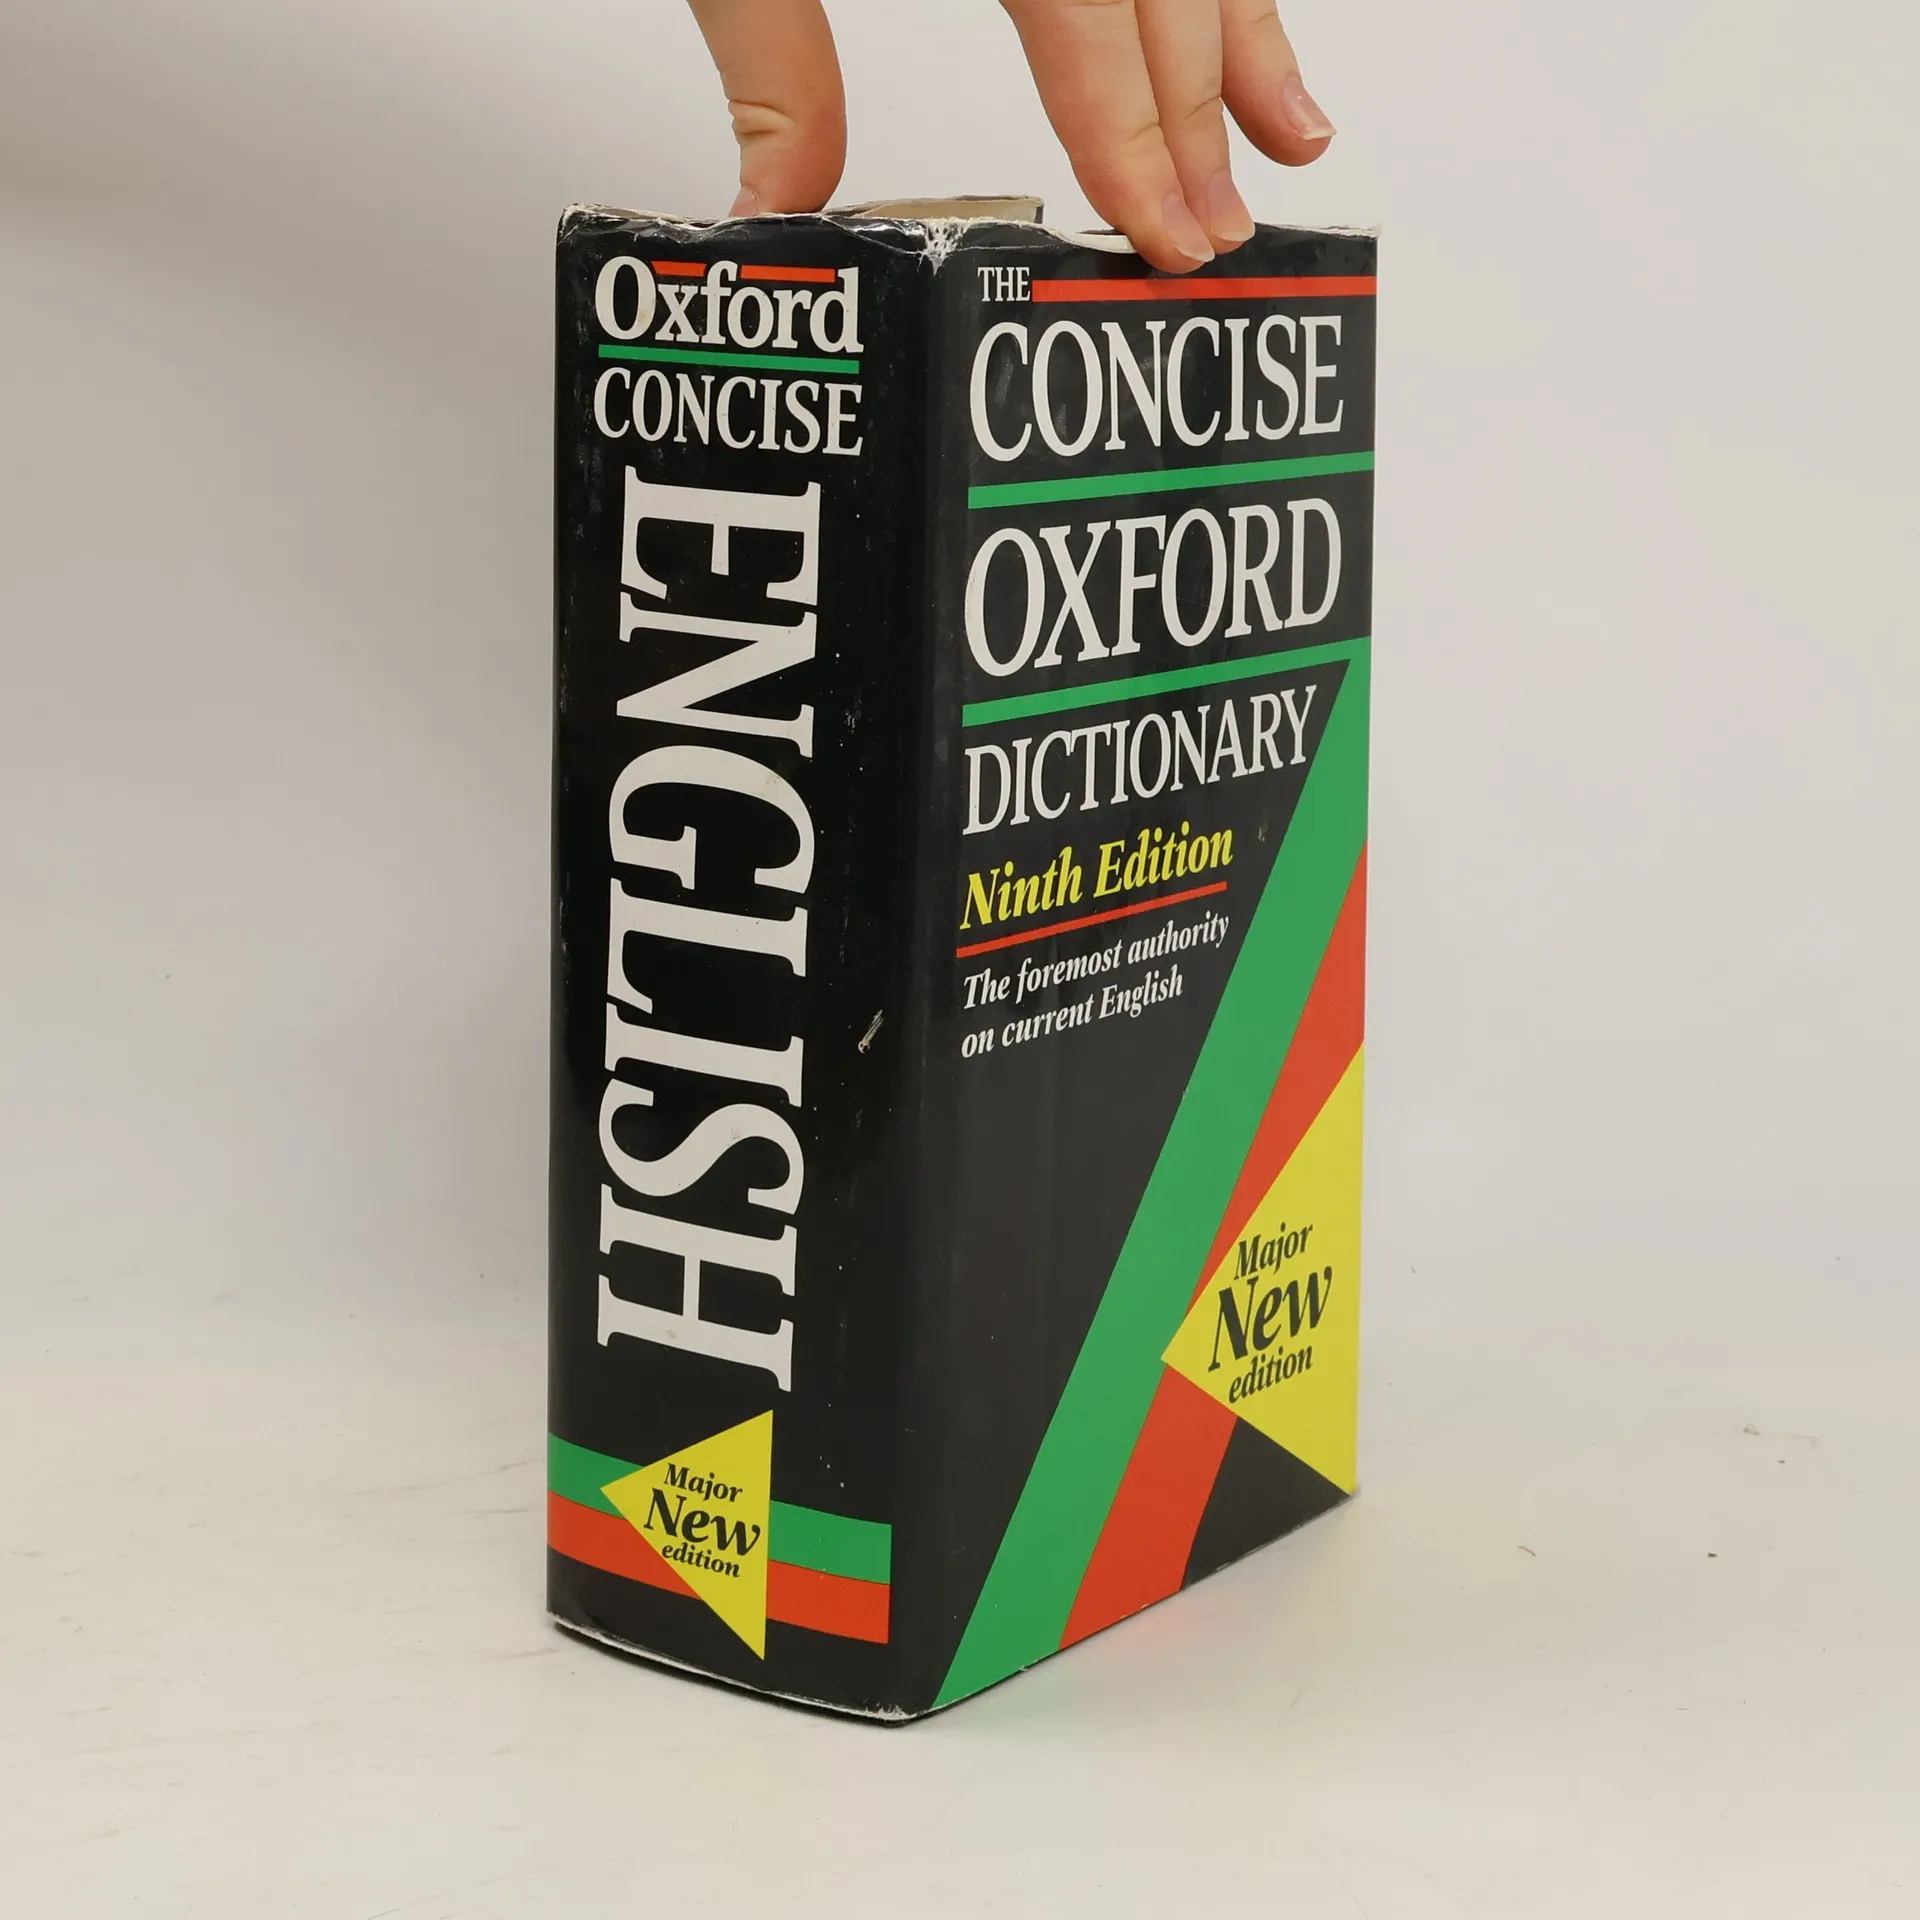 Oxford
CONCISE
ENGLISH
Major
New
edition
THE
CONCISE
OXFORD
DICTIONARY
Ninth Edition
The foremost authority
on current English
Major
New
edition